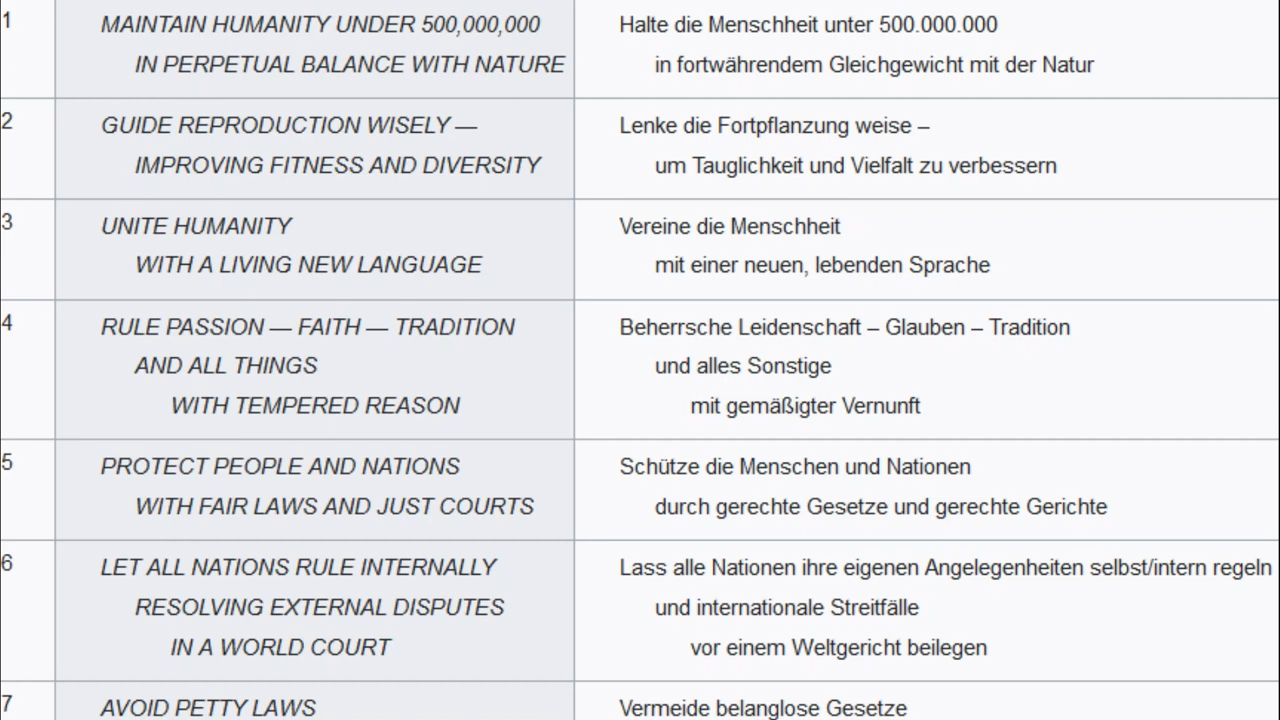 1
MAINTAIN HUMANITY UNDER 500,000,000
IN PERPETUAL BALANCE WITH NATURE
Halte die Menschheit unter 500.000.000
in fortwährendem Gleichgewicht mit der Natur
2
GUIDE REPRODUCTION WISELY —
IMPROVING FITNESS AND DIVERSITY
Lenke die Fortpflanzung weise –
um Tauglichkeit und Vielfalt zu verbessern
3
UNITE HUMANITY
WITH A LIVING NEW LANGUAGE
Vereine die Menschheit
mit einer neuen, lebenden Sprache
4
RULE PASSION — FAITH — TRADITION
AND ALL THINGS
WITH TEMPERED REASON
Beherrsche Leidenschaft – Glauben – Tradition
und alles Sonstige
mit gemäßigter Vernunft
5
PROTECT PEOPLE AND NATIONS
WITH FAIR LAWS AND JUST COURTS
Schütze die Menschen und Nationen
durch gerechte Gesetze und gerechte Gerichte
6
LET ALL NATIONS RULE INTERNALLY
RESOLVING EXTERNAL DISPUTES
IN A WORLD COURT
Lass alle Nationen ihre eigenen Angelegenheiten selbst/intern regeln
und internationale Streitfälle
vor einem Weltgericht beilegen
7
AVOID PETTY LAWS
Vermeide belanglose Gesetze